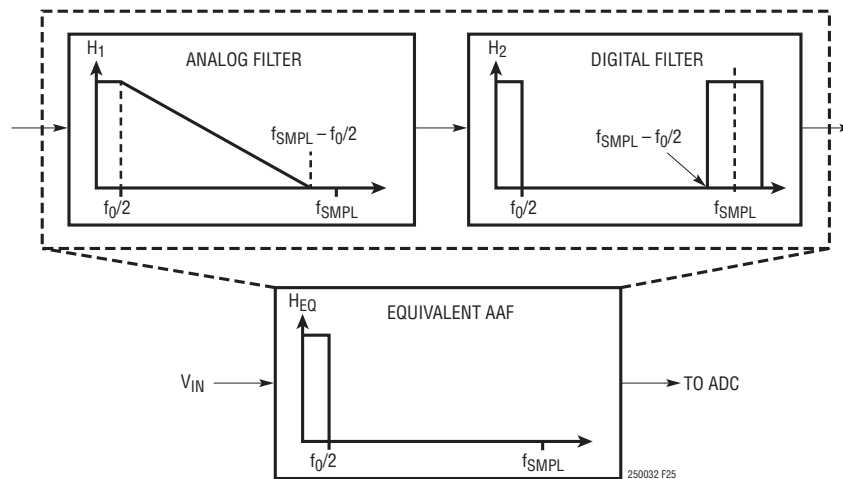 H1
ANALOG FILTER
fSMPL – f0/2
f0/2
fSMPL
H2
DIGITAL FILTER
fSMPL – f0/2
f0/2
fSMPL
HEQ
EQUIVALENT AAF
VIN
TO ADC
f0/2
fSMPL
250032 F25